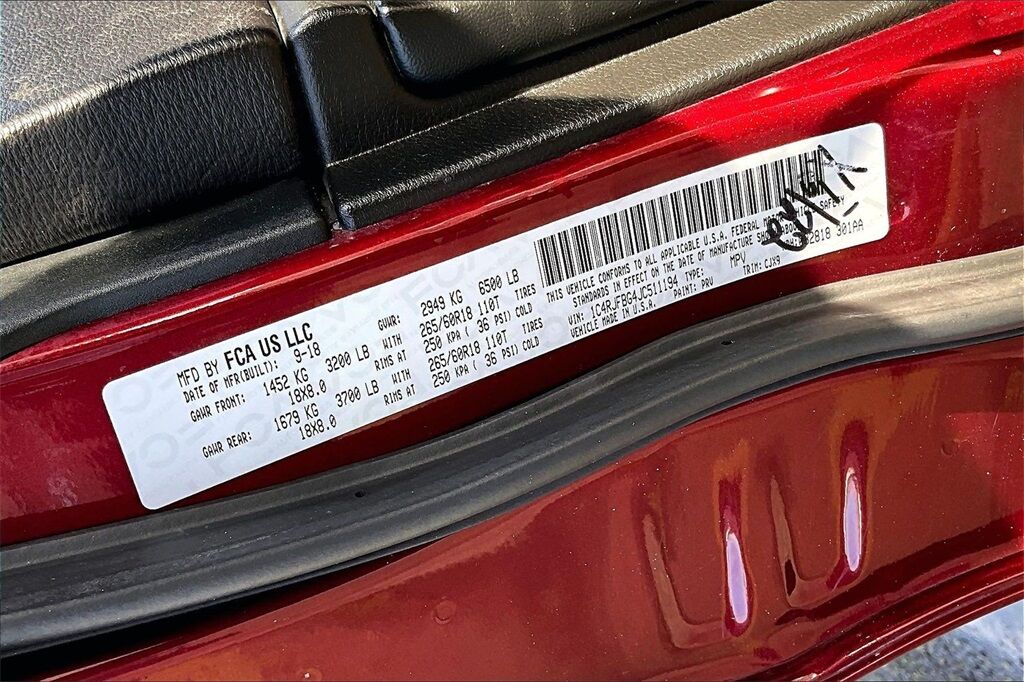 MFD BY FCA US LLC
DATE OF MFR(BUILT): 9-18 GVWR: 2949 KG 6500 LB
GAWR FRONT: 1452 KG 3200 LB WITH 265/60R18 110T TIRES
18X8.0 RIMS AT 250 KPA ( 36 PSI) COLD
GAWR REAR: 1679 KG 3700 LB WITH 265/60R18 110T TIRES
18X8.0 RIMS AT 250 KPA ( 36 PSI) COLD
THIS VEHICLE CONFORMS TO ALL APPLICABLE U.S.A. FEDERAL SAFETY
STANDARDS IN EFFECT ON THE DATE OF MANUFACTURE
VIN: 1C4RJFBG4JC511194 TYPE: MPV
VEHICLE MADE IN U.S.A. PAINT: PRV TRIM: CJX9
301AA